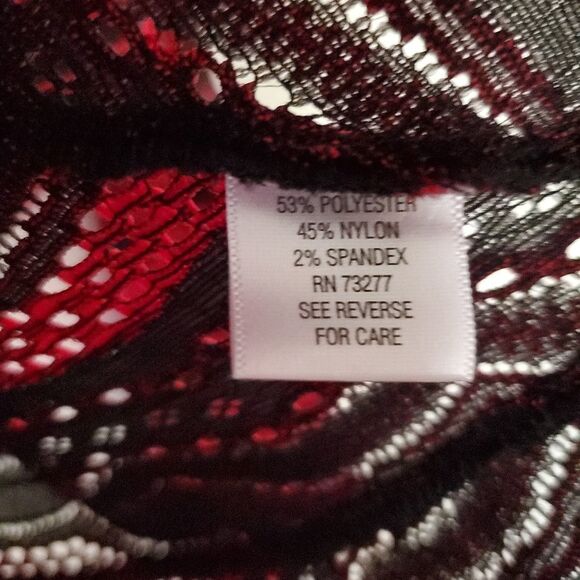 53% POLYESTER
45% NYLON
2% SPANDEX
RN 73277
SEE REVERSE
FOR CARE